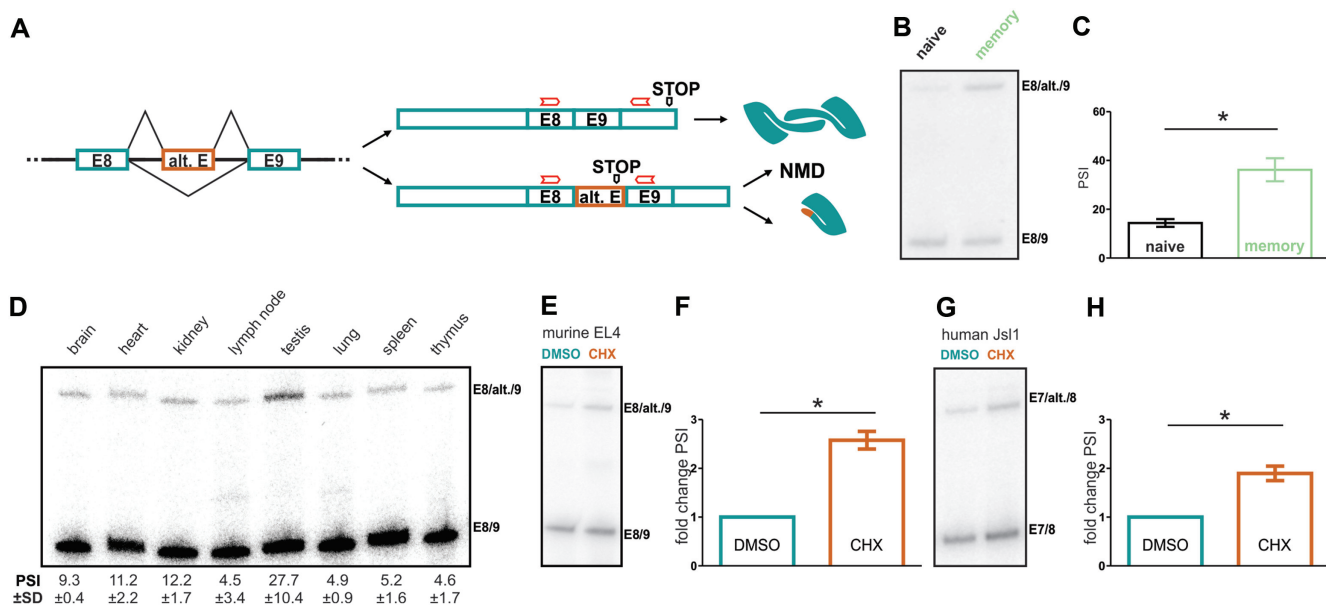 A
E8
alt. E
E9
STOP
E8
E9
STOP
E8
alt. E
E9
NMD
B
naive
memory
E8/alt./9
E8/9
C
PSI
60
40
20
0
*
naive
memory
D
brain
heart
kidney
lymph node
testis
lung
spleen
thymus
E8/alt./9
E8/9
PSI 9.3 11.2 12.2 4.5 27.7 4.9 5.2 4.6
±SD ±0.4 ±2.2 ±1.7 ±3.4 ±10.4 ±0.9 ±1.6 ±1.7
E
murine EL4
DMSO CHX
E8/alt./9
E8/9
F
fold change PSI
3
2
1
0
*
DMSO
CHX
G
human Jsl1
DMSO CHX
E7/alt./8
E7/8
H
fold change PSI
3
2
1
0
*
DMSO
CHX